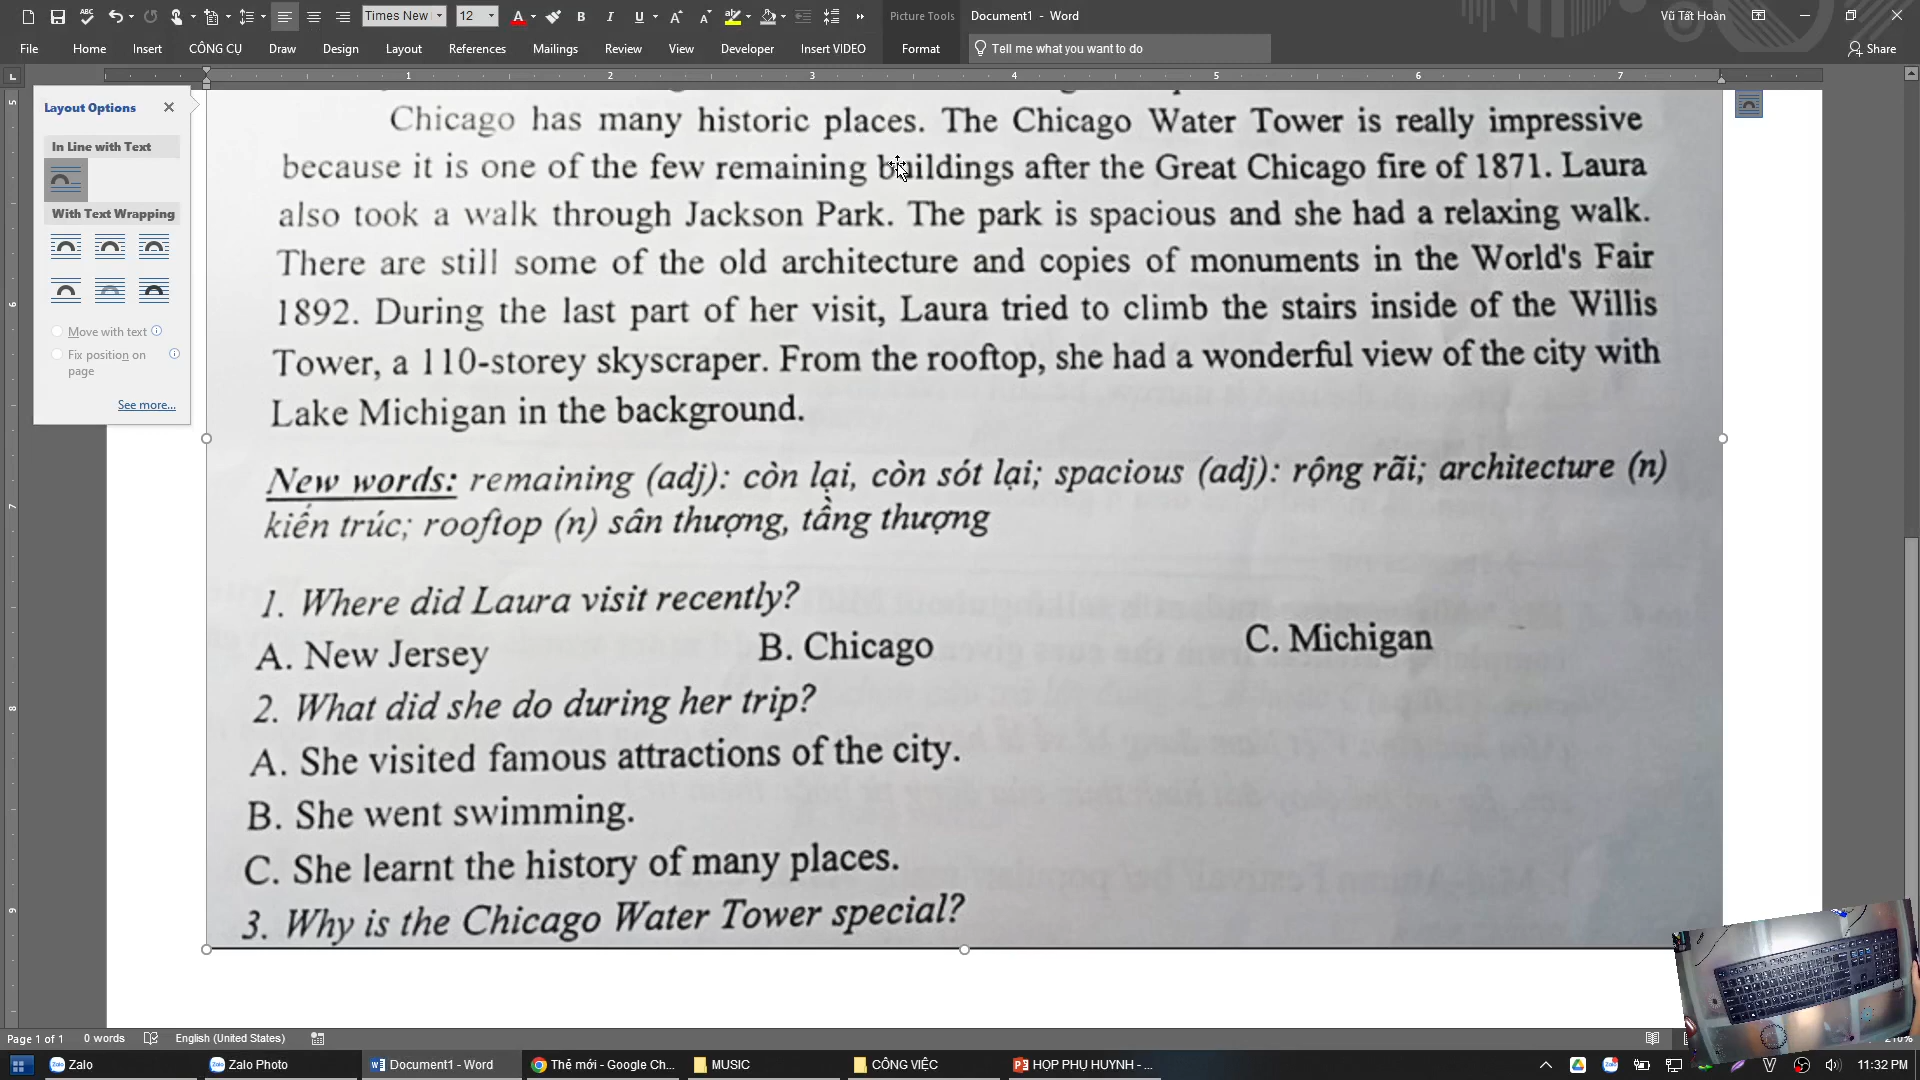 Times New
12
Picture Tools
Document1 - Word
Vũ Tất Hoàn
File Home Insert CÔNG CỤ Draw Design Layout References Mailings Review View Developer Insert VIDEO Format Tell me what you want to do Share
1 2 3 4 5 6 7
Layout Options
In Line with Text
With Text Wrapping
Move with text
Fix position on
page
See more...
Chicago has many historic places. The Chicago Water Tower is really impressive
because it is one of the few remaining buildings after the Great Chicago fire of 1871. Laura
also took a walk through Jackson Park. The park is spacious and she had a relaxing walk.
There are still some of the old architecture and copies of monuments in the World's Fair
1892. During the last part of her visit, Laura tried to climb the stairs inside of the Willis
Tower, a 110-storey skyscraper. From the rooftop, she had a wonderful view of the city with
Lake Michigan in the background.
New words: remaining (adj): còn lại, còn sót lại; spacious (adj): rộng rãi; architecture (n)
kiến trúc; rooftop (n) sân thượng, tầng thượng
1. Where did Laura visit recently?
A. New Jersey B. Chicago C. Michigan
2. What did she do during her trip?
A. She visited famous attractions of the city.
B. She went swimming.
C. She learnt the history of many places.
3. Why is the Chicago Water Tower special?
Page 1 of 1 0 words English (United States)
Zalo Zalo Photo Document1 - Word Thẻ mới - Google Ch... MUSIC CÔNG VIỆC HỌP PHỤ HUYNH - ... 11:32 PM